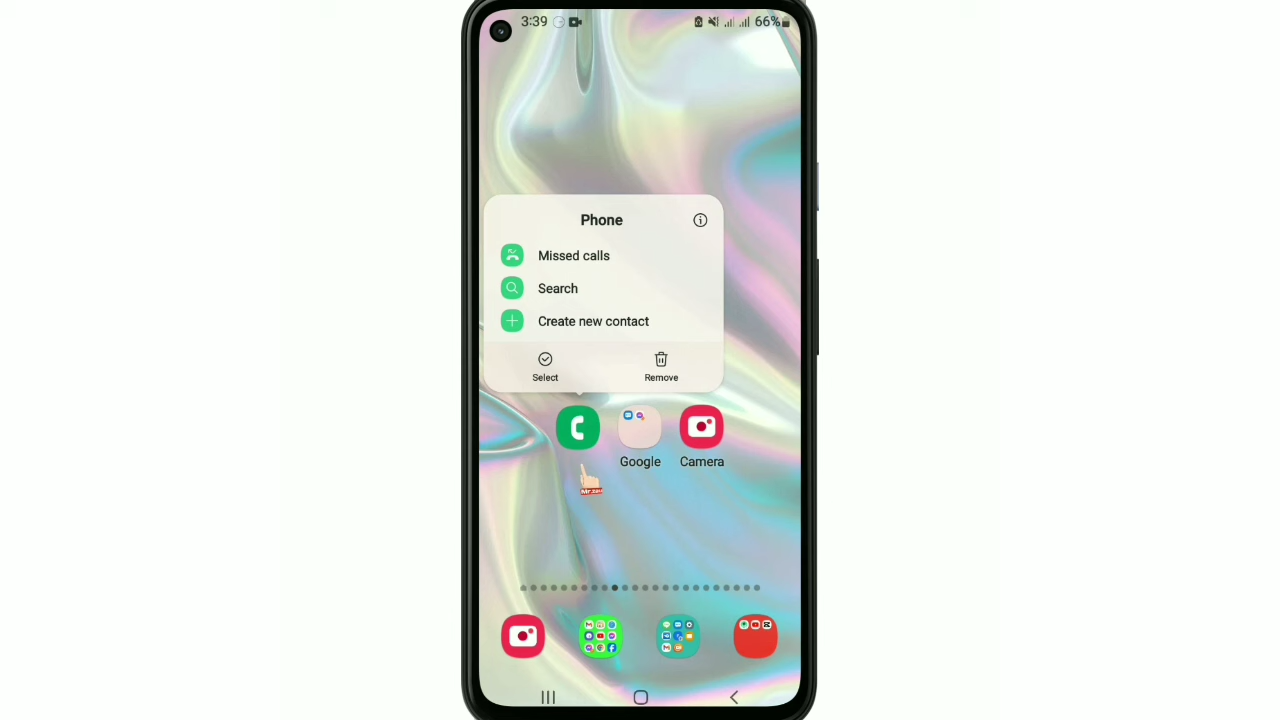 3:39
66%
Phone
Missed calls
Search
Create new contact
Select
Remove
Google
Camera